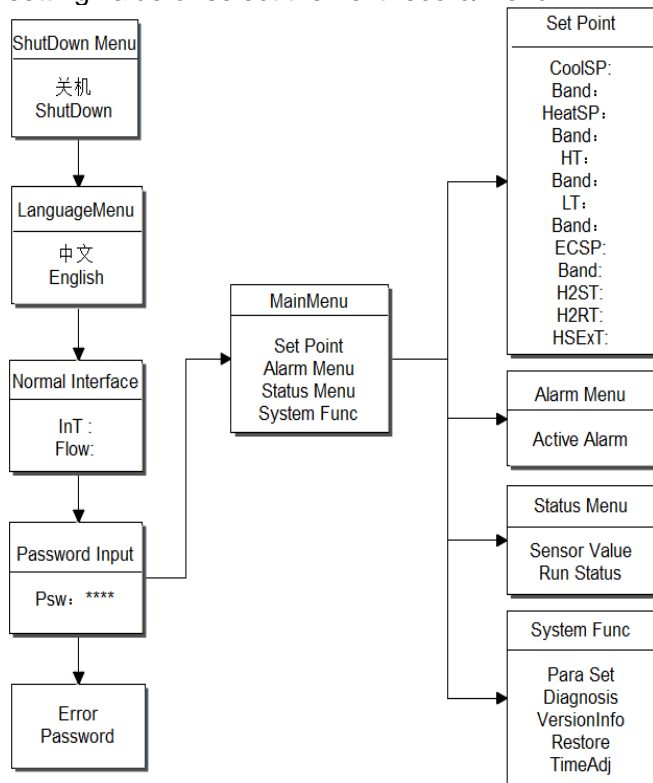 ShutDown Menu
关机
ShutDown
LanguageMenu
中文
English
Normal Interface
InT :
Flow:
Password Input
Psw：****
Error
Password
MainMenu
Set Point
Alarm Menu
Status Menu
System Func
Set Point
CoolSP:
Band：
HeatSP：
Band：
HT：
Band：
LT：
Band：
ECSP:
Band:
H2ST:
H2RT:
HSExT:
Alarm Menu
Active Alarm
Status Menu
Sensor Value
Run Status
System Func
Para Set
Diagnosis
VersionInfo
Restore
TimeAdj